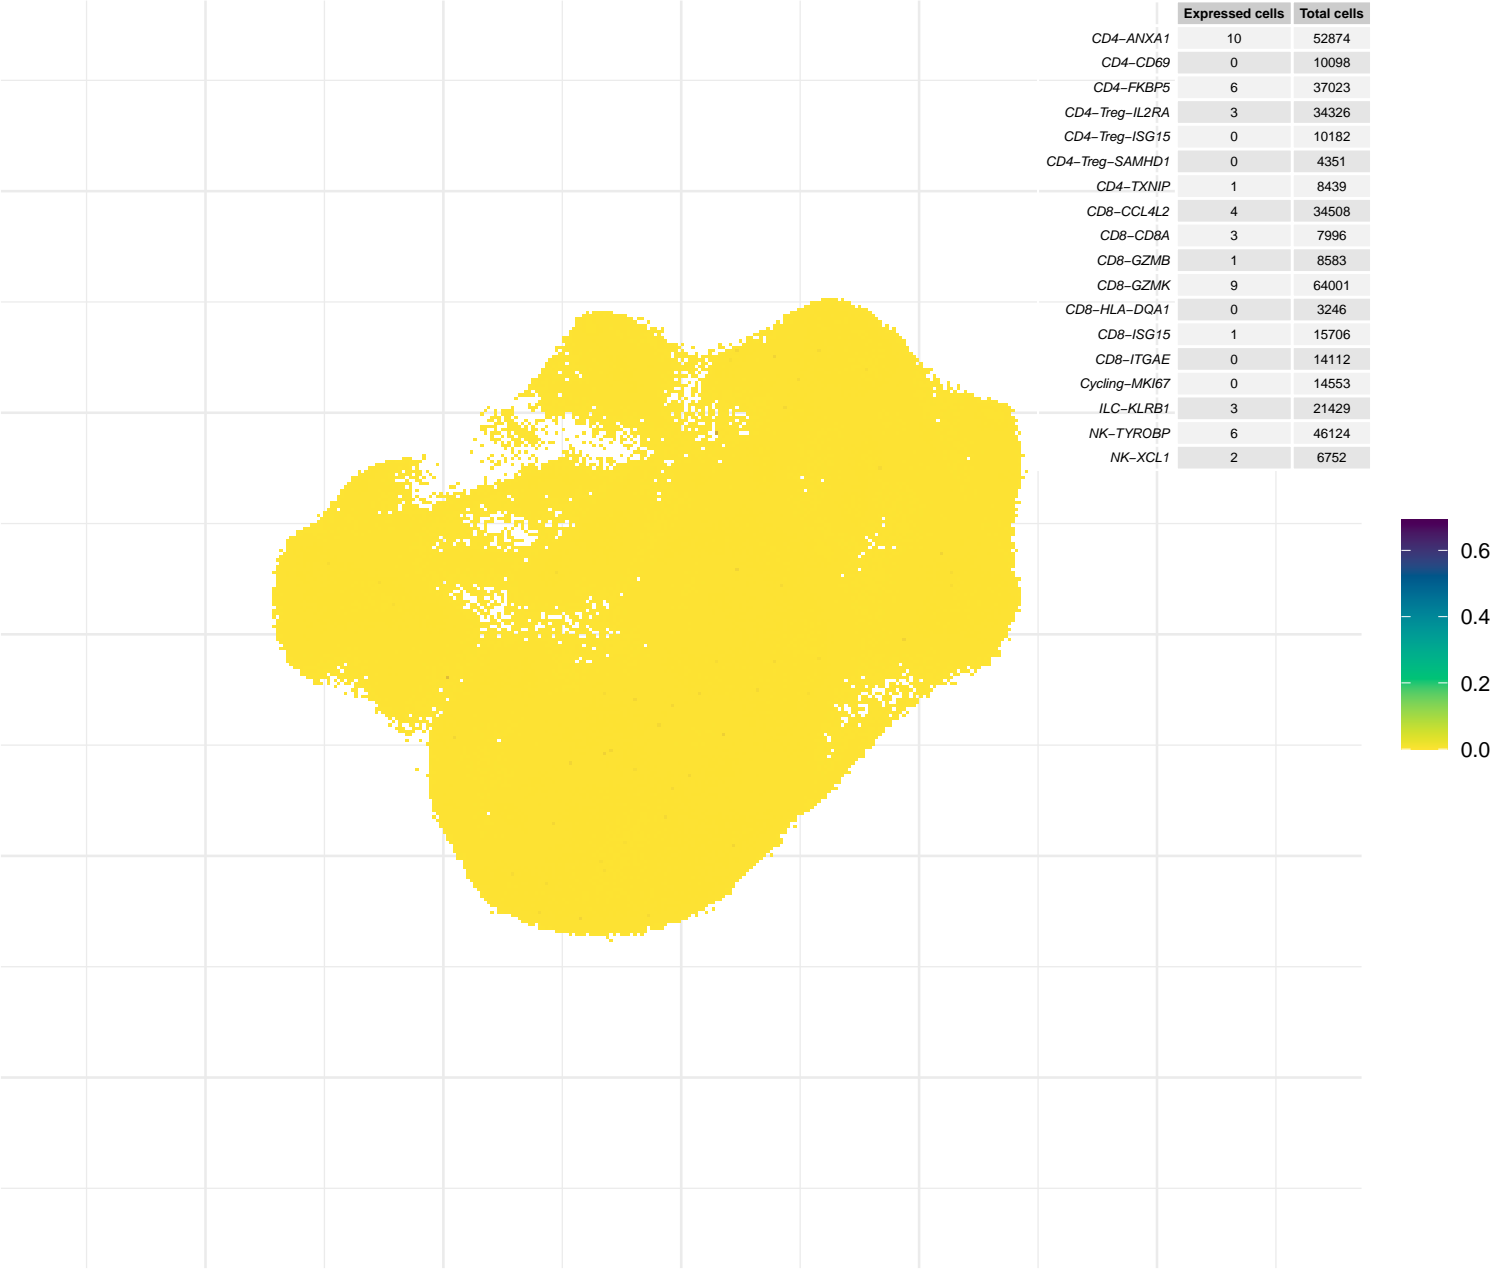 Expressed cells Total cells
CD4−ANXA1 10 52874
CD4−CD69 0 10098
CD4−FKBP5 6 37023
CD4−Treg−IL2RA 3 34326
CD4−Treg−ISG15 0 10182
CD4−Treg−SAMHD1 0 4351
CD4−TXNIP 1 8439
CD8−CCL4L2 4 34508
CD8−CD8A 3 7996
CD8−GZMB 1 8583
CD8−GZMK 9 64001
CD8−HLA−DQA1 0 3246
CD8−ISG15 1 15706
CD8−ITGAE 0 14112
Cycling−MKI67 0 14553
ILC−KLRB1 3 21429
NK−TYROBP 6 46124
NK−XCL1 2 6752
0.6
0.4
0.2
0.0